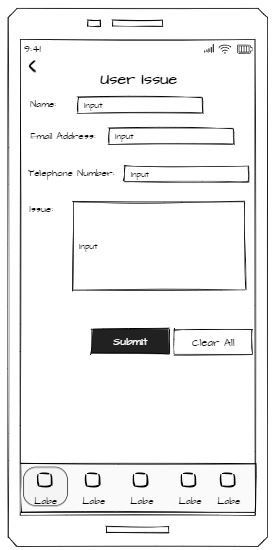 9:41
User Issue
Name: Input
Email Address: Input
Telephone Number: Input
Issue:
Input
Submit Clear All
Labe Labe Labe Labe Labe